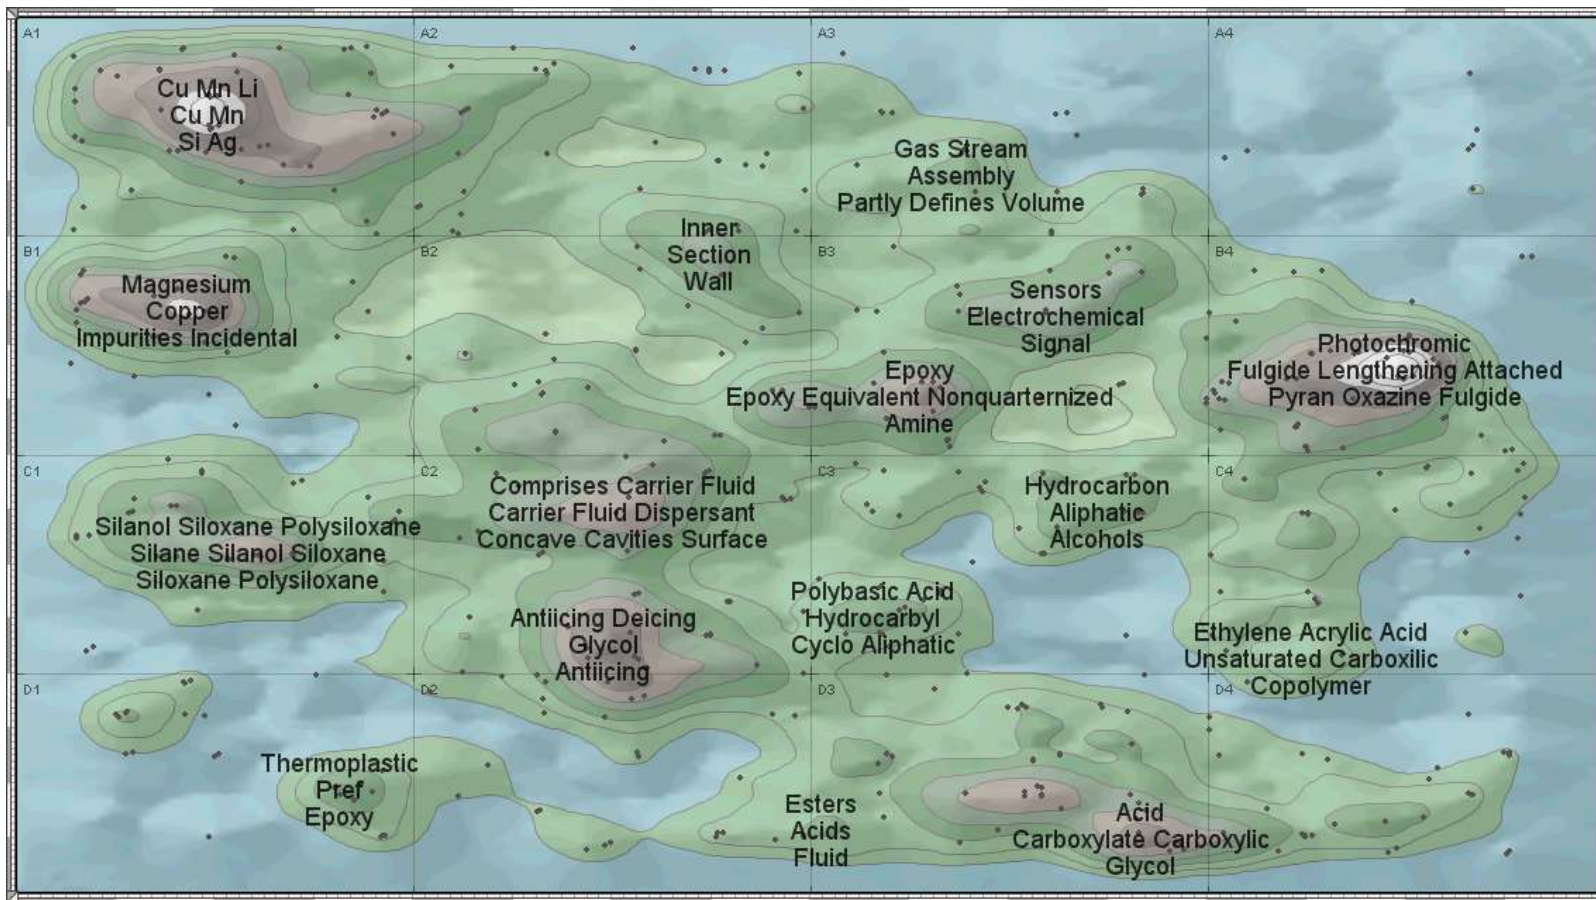 A1
A2
A3
A4
Cu Mn Li
Cu Mn
Si Ag
Gas Stream
Assembly
Partly Defines Volume
B1
B2
B3
B4
Inner
Section
Wall
Magnesium
Copper
Impurities Incidental
Sensors
Electrochemical
Signal
Photochromic
Fulgide Lengthening Attached
Pyran Oxazine Fulgide
Epoxy
Epoxy Equivalent Nonquarternized
Amine
C1
C2
C3
C4
Comprises Carrier Fluid
Carrier Fluid Dispersant
Concave Cavities Surface
Hydrocarbon
Aliphatic
Alcohols
Silanol Siloxane Polysiloxane
Silane Silanol Siloxane
Siloxane Polysiloxane
Polybasic Acid
Hydrocarbyl
Cyclo Aliphatic
Antiicing Deicing
Glycol
Antiicing
Ethylene Acrylic Acid
Unsaturated Carboxilic
Copolymer
D1
D2
D3
D4
Thermoplastic
Pref
Epoxy
Esters
Acids
Fluid
Acid
Carboxylate Carboxylic
Glycol